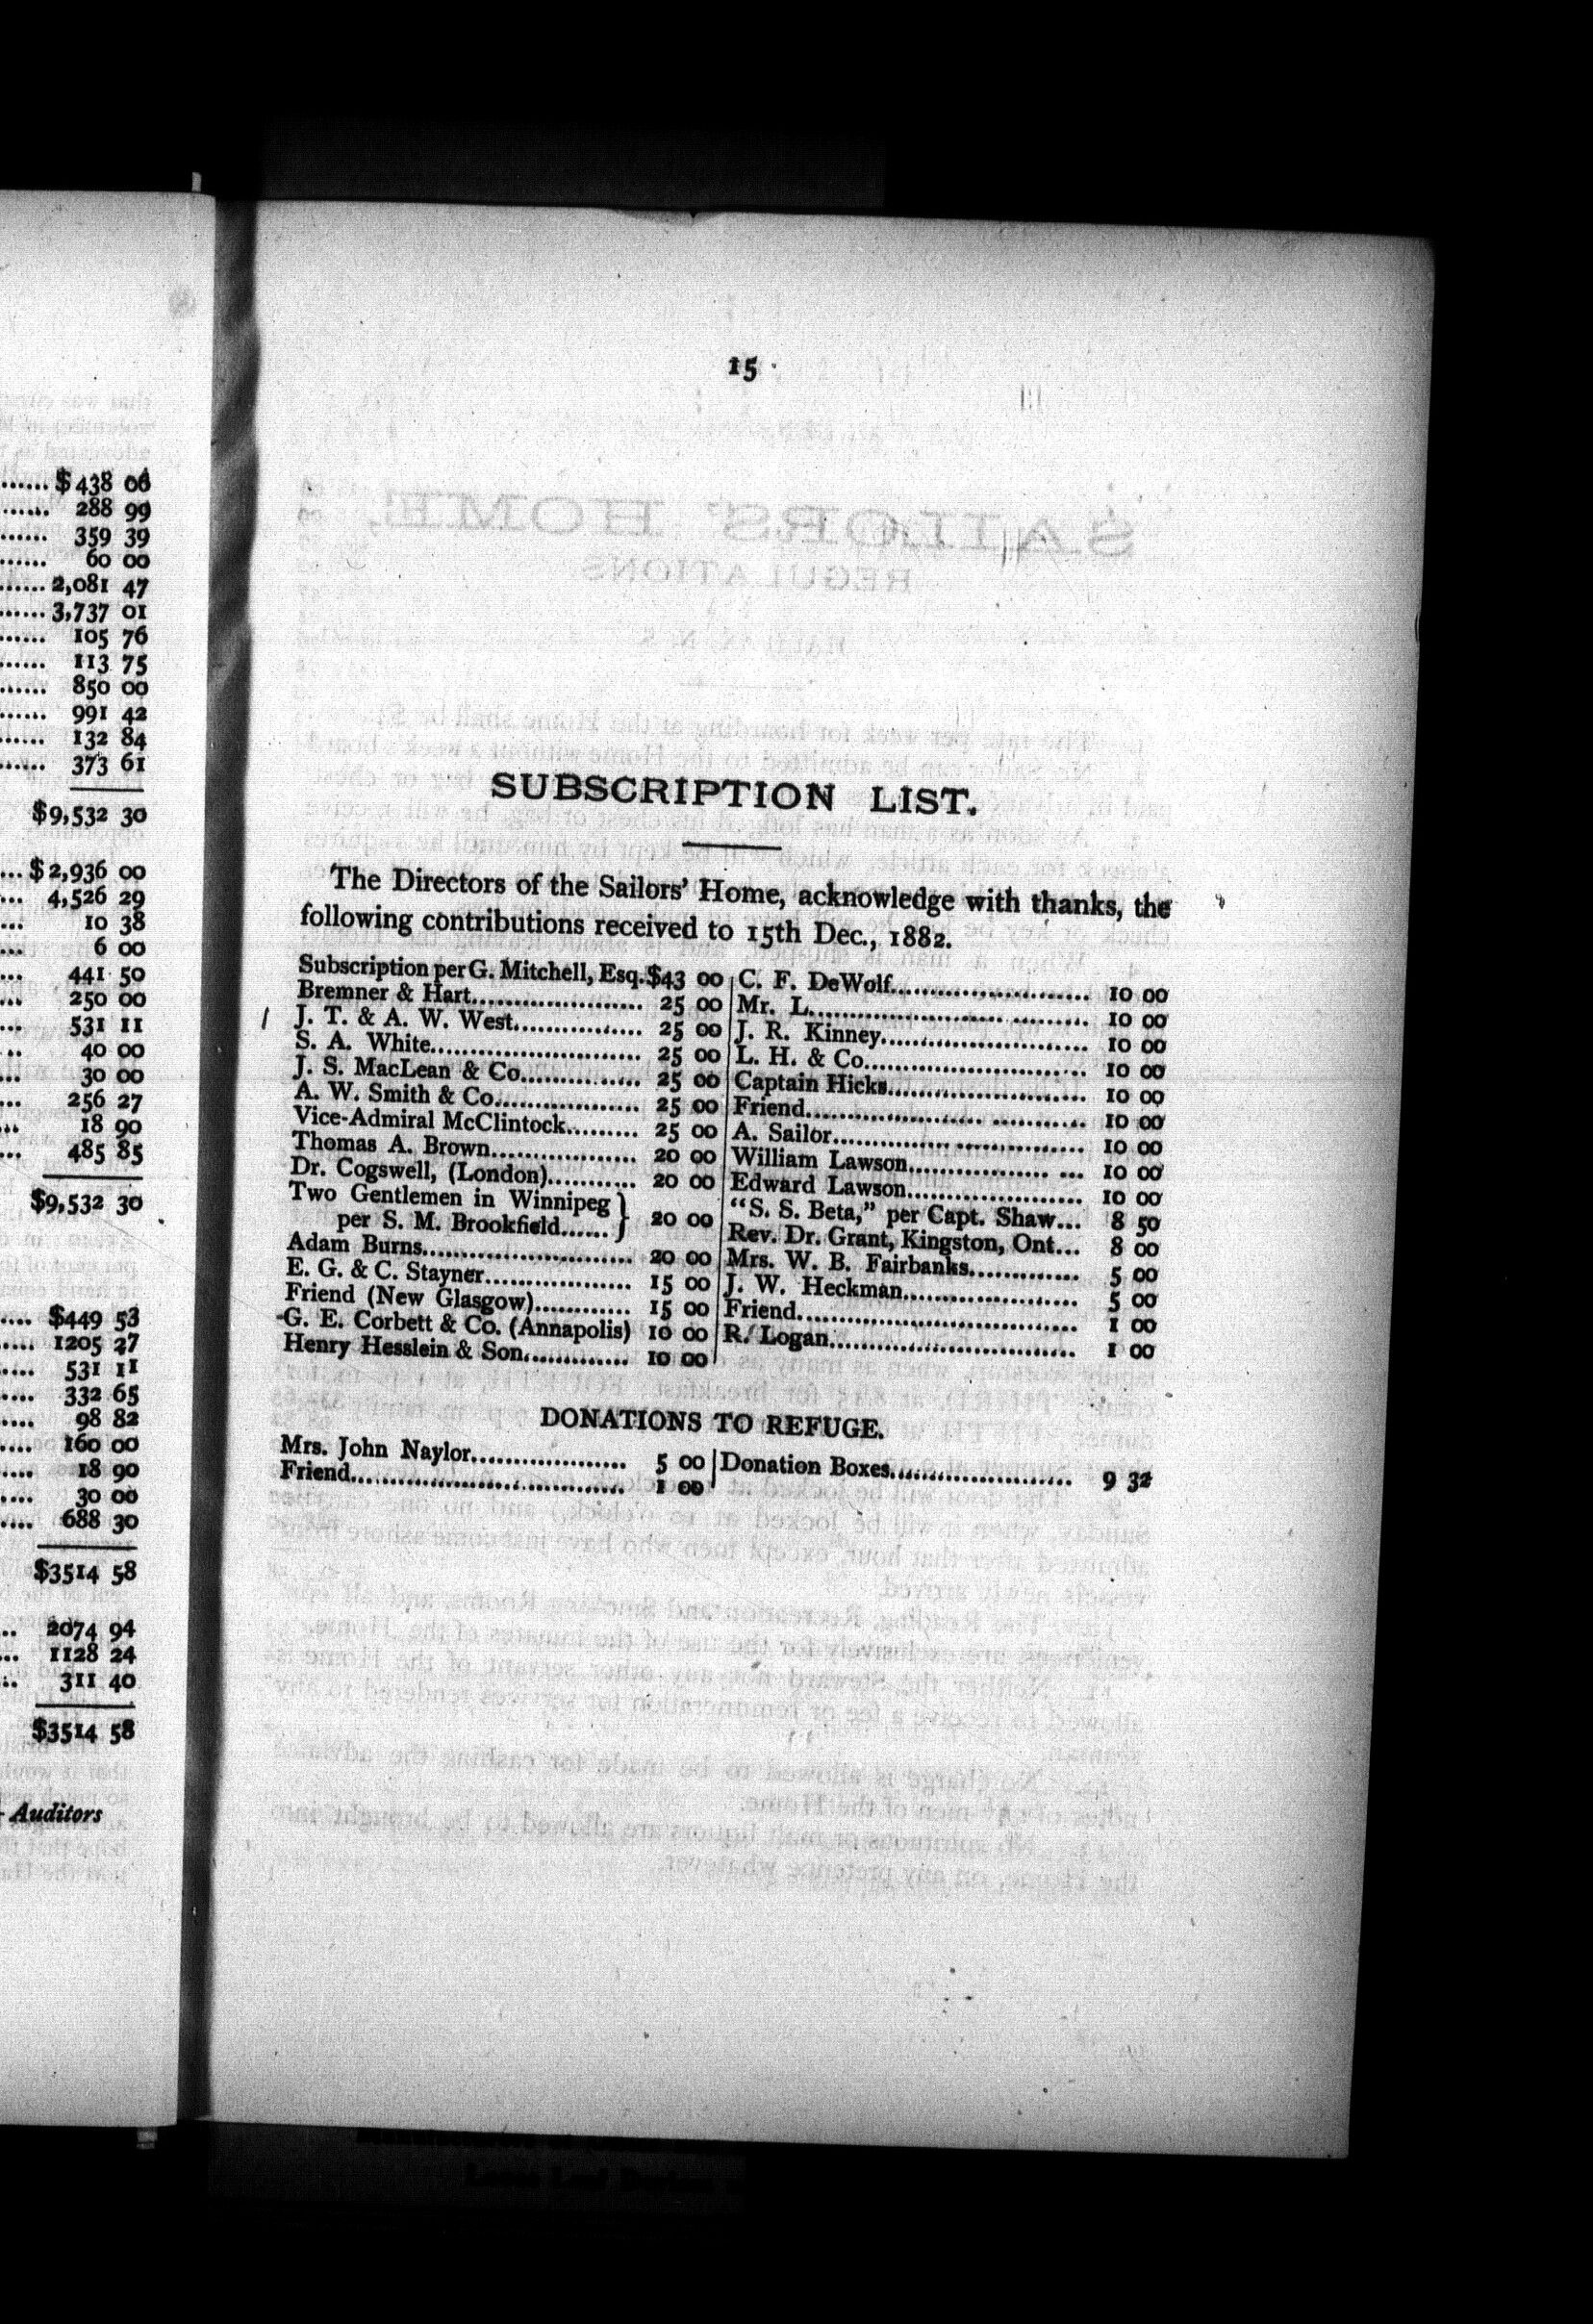 ...... $438 06
...... 288 99
...... 359 39
...... 60 00
...... 2,081 47
...... 3,737 01
...... 105 76
...... 113 75
...... 850 00
...... 991 42
...... 132 84
...... 373 61
$9,532 30
... $2,936 00
... 4,526 29
... 10 38
... 6 00
... 441 50
... 250 00
... 531 11
... 40 00
... 30 00
... 256 27
... 18 90
... 485 85
$9,532 30
.... $449 53
.... 1205 27
.... 531 11
.... 332 65
.... 98 82
.... 160 00
.... 18 90
.... 30 00
.... 688 30
$3514 58
.. 2074 94
... 1128 24
... 311 40
$3514 58
Auditors
15
SUBSCRIPTION LIST.
The Directors of the Sailors' Home, acknowledge with thanks, the
following contributions received to 15th Dec., 1882.
Subscription per G. Mitchell, Esq. $43 00
Bremner & Hart...................... 25 00
J. T. & A. W. West................ 25 00
S. A. White........................... 25 00
J. S. MacLean & Co............... 25 00
A. W. Smith & Co.................. 25 00
Vice-Admiral McClintock......... 25 00
Thomas A. Brown.................. 20 00
Dr. Cogswell, (London)........... 20 00
Two Gentlemen in Winnipeg }
per S. M. Brookfield...... } 20 00
Adam Burns.......................... 20 00
E. G. & C. Stayner.................. 15 00
Friend (New Glasgow)............ 15 00
G. E. Corbett & Co. (Annapolis) 10 00
Henry Hesslein & Son............. 10 00
C. F. DeWolf......................... 10 00
Mr. L.................................... 10 00
J. R. Kinney.......................... 10 00
L. H. & Co............................ 10 00
Captain Hicks......................... 10 00
Friend................................... 10 00
A. Sailor................................ 10 00
William Lawson...................... 10 00
Edward Lawson...................... 10 00
"S. S. Beta," per Capt. Shaw... 8 50
Rev. Dr. Grant, Kingston, Ont... 8 00
Mrs. W. B. Fairbanks.............. 5 00
J. W. Heckman...................... 5 00
Friend................................... 1 00
R. Logan............................... 1 00
DONATIONS TO REFUGE.
Mrs. John Naylor.................... 5 00
Friend................................... 1 00
Donation Boxes....................... 9 32